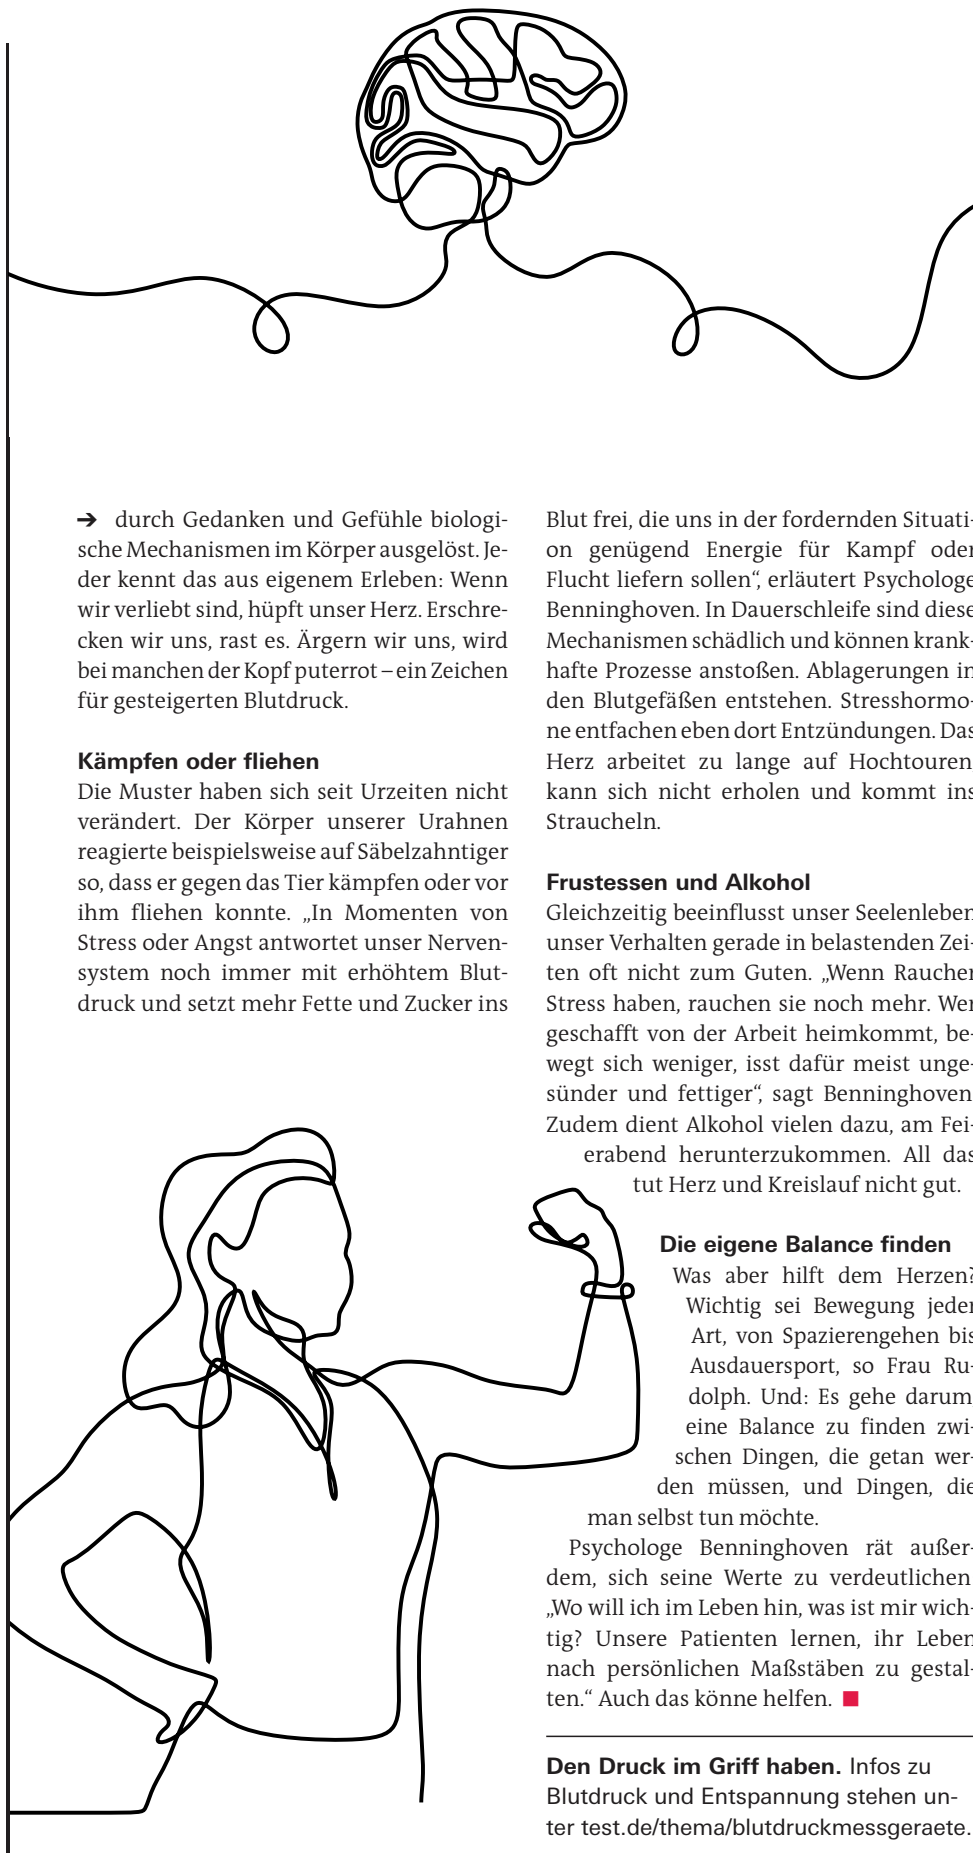 ➔ durch Gedanken und Gefühle biologi-
sche Mechanismen im Körper ausgelöst. Je-
der kennt das aus eigenem Erleben: Wenn
wir verliebt sind, hüpft unser Herz. Erschre-
cken wir uns, rast es. Ärgern wir uns, wird
bei manchen der Kopf puterrot – ein Zeichen
für gesteigerten Blutdruck.
Kämpfen oder fliehen
Die Muster haben sich seit Urzeiten nicht
verändert. Der Körper unserer Urahnen
reagierte beispielsweise auf Säbelzahntiger
so, dass er gegen das Tier kämpfen oder vor
ihm fliehen konnte. „In Momenten von
Stress oder Angst antwortet unser Nerven-
system noch immer mit erhöhtem Blut-
druck und setzt mehr Fette und Zucker ins
Blut frei, die uns in der fordernden Situati-
on genügend Energie für Kampf oder
Flucht liefern sollen“, erläutert Psychologe
Benninghoven. In Dauerschleife sind diese
Mechanismen schädlich und können krank-
hafte Prozesse anstoßen. Ablagerungen in
den Blutgefäßen entstehen. Stresshormo-
ne entfachen eben dort Entzündungen. Das
Herz arbeitet zu lange auf Hochtouren
kann sich nicht erholen und kommt ins
Straucheln.
Frustessen und Alkohol
Gleichzeitig beeinflusst unser Seelenleben
unser Verhalten gerade in belastenden Zei-
ten oft nicht zum Guten. „Wenn Raucher
Stress haben, rauchen sie noch mehr. Wer
geschafft von der Arbeit heimkommt, be-
wegt sich weniger, isst dafür meist unge-
sünder und fettiger“, sagt Benninghoven
Zudem dient Alkohol vielen dazu, am Fei-
erabend herunterzukommen. All das
tut Herz und Kreislauf nicht gut.
Die eigene Balance finden
Was aber hilft dem Herzen?
Wichtig sei Bewegung jeder
Art, von Spazierengehen bis
Ausdauersport, so Frau Ru-
dolph. Und: Es gehe darum
eine Balance zu finden zwi-
schen Dingen, die getan wer-
den müssen, und Dingen, die
man selbst tun möchte.
Psychologe Benninghoven rät außer-
dem, sich seine Werte zu verdeutlichen
„Wo will ich im Leben hin, was ist mir wich-
tig? Unsere Patienten lernen, ihr Leben
nach persönlichen Maßstäben zu gestal-
ten.“ Auch das könne helfen. ■
Den Druck im Griff haben. Infos zu
Blutdruck und Entspannung stehen un-
ter test.de/thema/blutdruckmessgeraete.